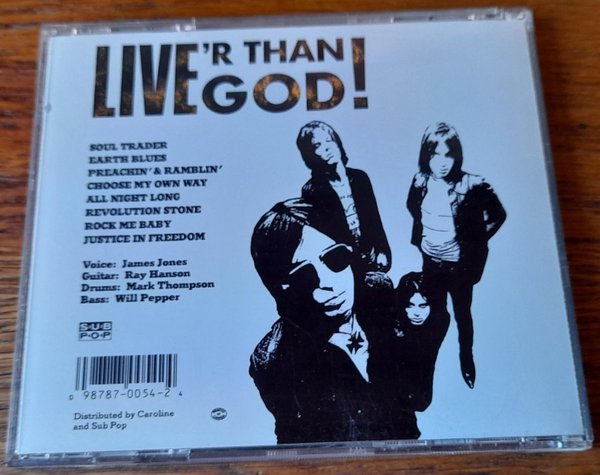 LIVE'R THAN
GOD!
SOUL TRADER
EARTH BLUES
PREACHIN' & RAMBLIN'
CHOOSE MY OWN WAY
ALL NIGHT LONG
REVOLUTION STONE
ROCK ME BABY
JUSTICE IN FREEDOM
Voice: James Jones
Guitar: Ray Hanson
Drums: Mark Thompson
Bass: Will Pepper
SUB
POP
0 98787-0054-2 4
Distributed by Caroline
and Sub Pop